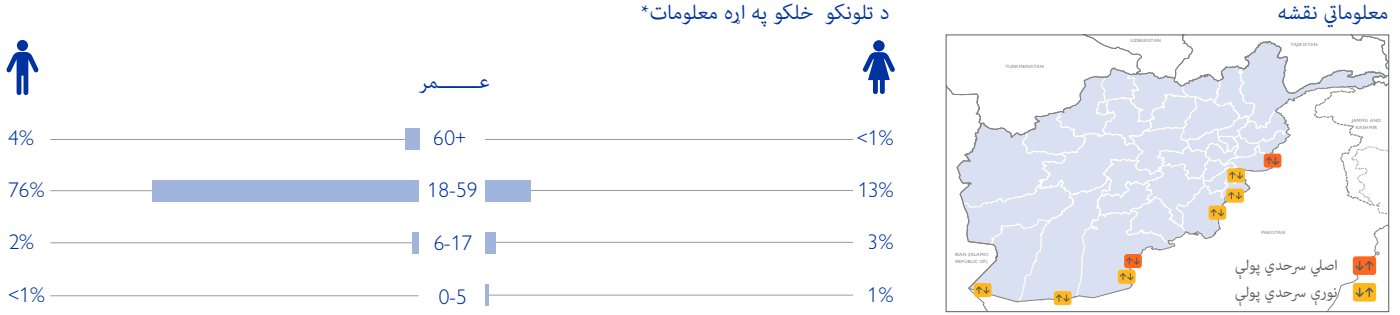 معلوماتي نقشه
د تلونکو خلکو په اړه معلومات*
عـــــــمر
4% 60+ <1%
76% 18-59 13%
2% 6-17 3%
<1% 0-5 1%
UZBEKISTAN
TAJIKISTAN
TURKMENISTAN
JAMMU AND
KASHMIR
PAKISTAN
IRAN (ISLAMIC
REPUBLIC OF)
اصلي سرحدي پولې
نورې سرحدي پولې